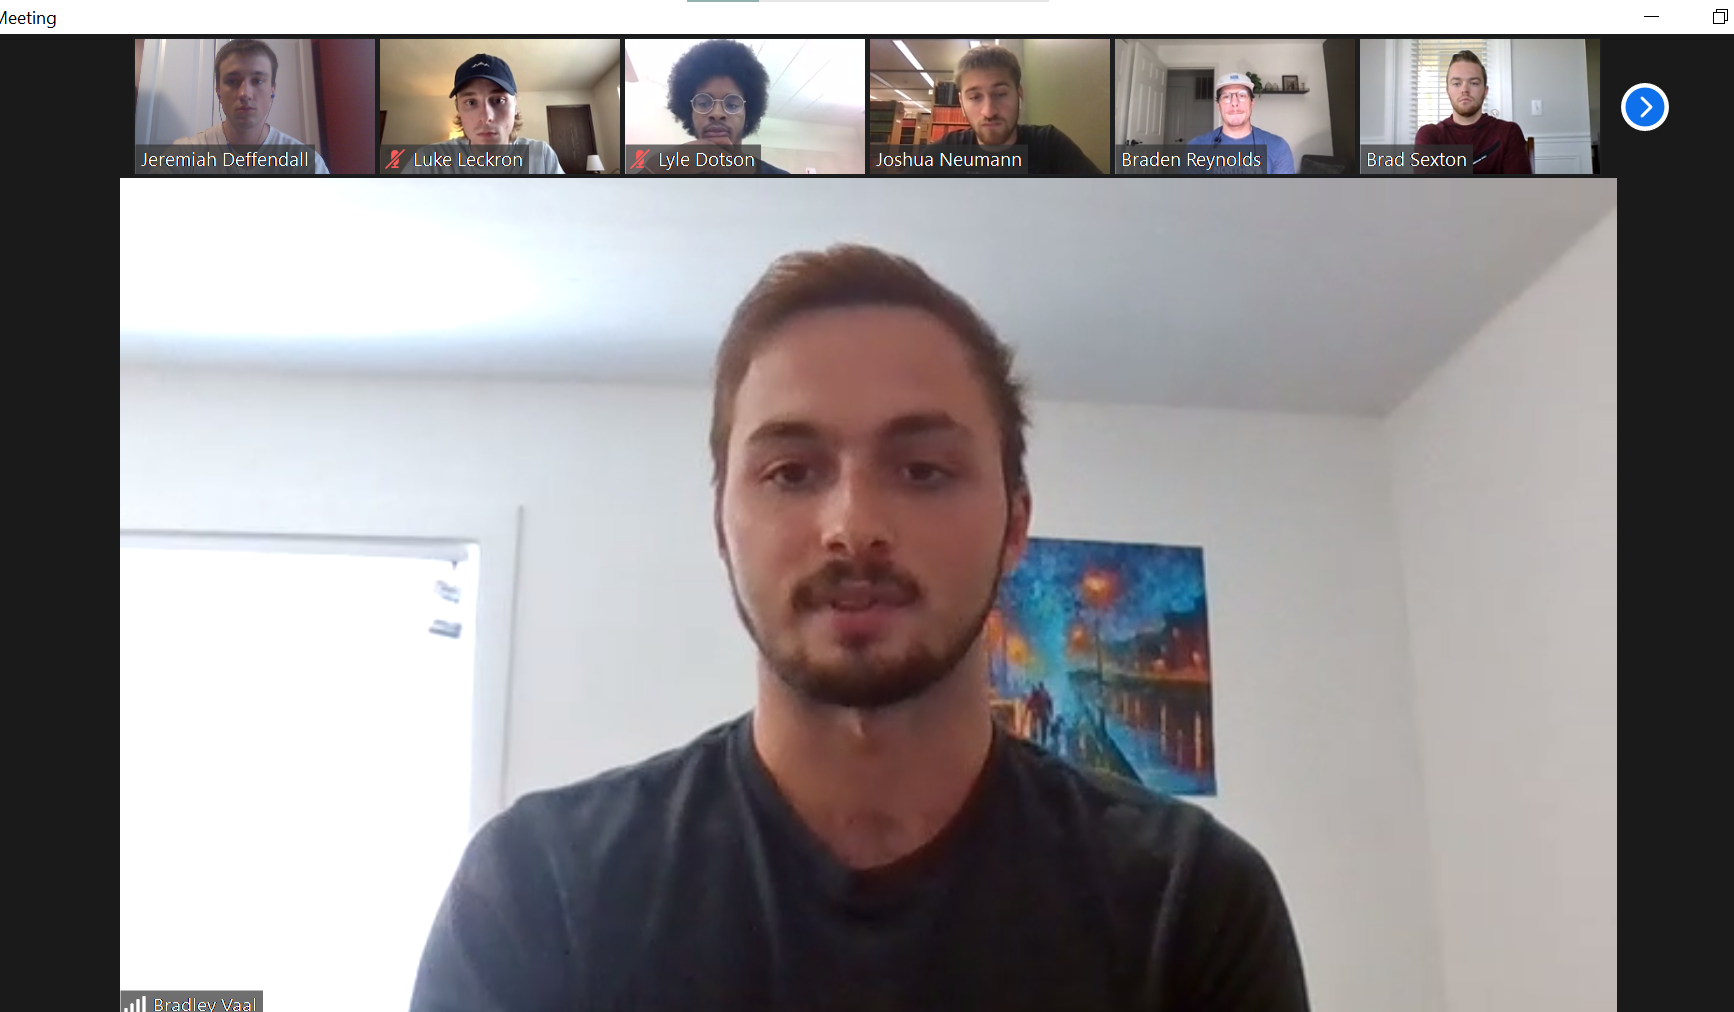 Meeting
Jeremiah Deffendall
Luke Leckron
Lyle Dotson
Joshua Neumann
Braden Reynolds
Brad Sexton
Bradley Vaal